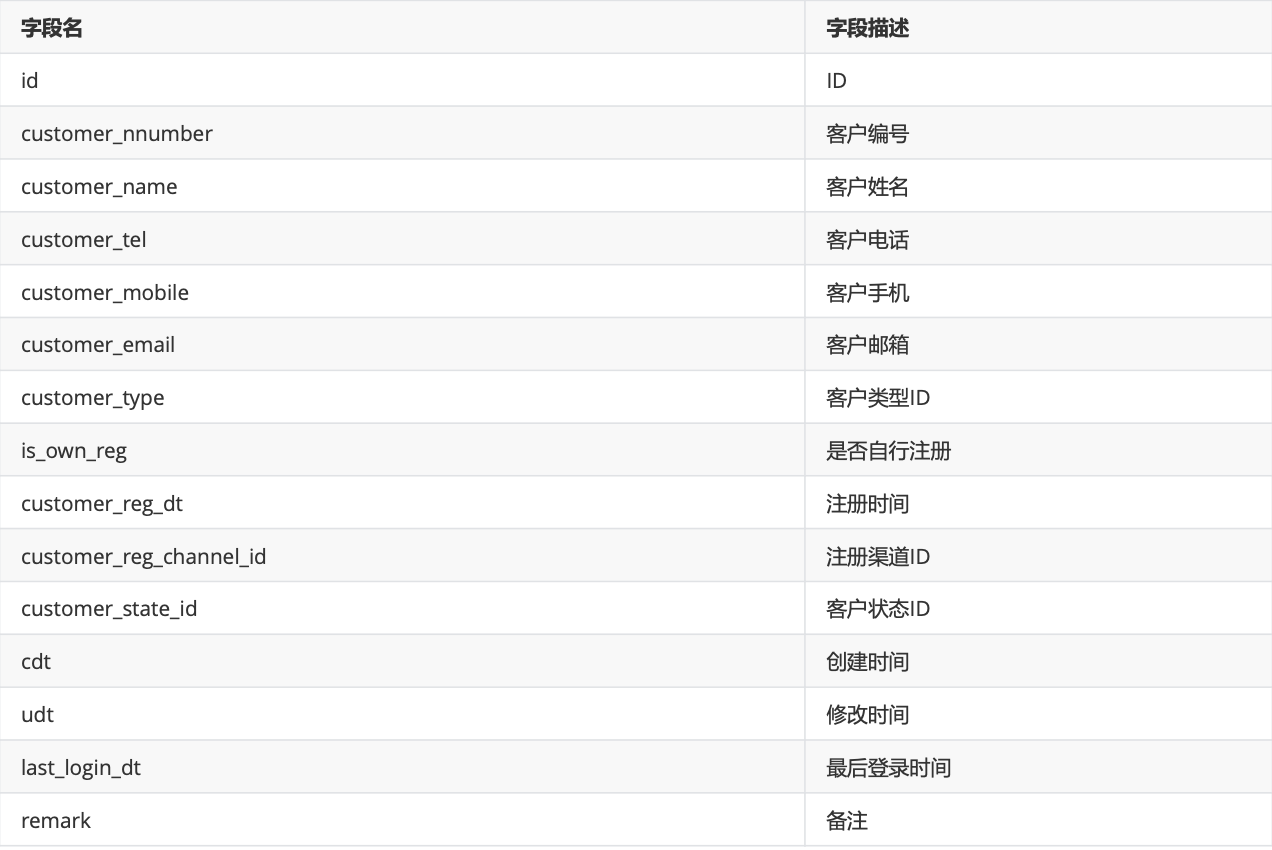 字段名 字段描述
id ID
customer_nnumber 客户编号
customer_name 客户姓名
customer_tel 客户电话
customer_mobile 客户手机
customer_email 客户邮箱
customer_type 客户类型ID
is_own_reg 是否自行注册
customer_reg_dt 注册时间
customer_reg_channel_id 注册渠道ID
customer_state_id 客户状态ID
cdt 创建时间
udt 修改时间
last_login_dt 最后登录时间
remark 备注